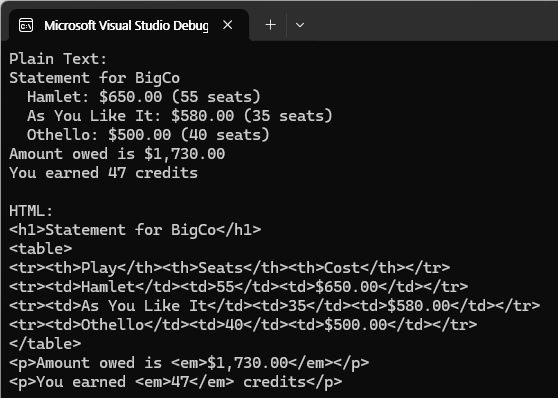 Microsoft Visual Studio Debug
Plain Text:
Statement for BigCo
  Hamlet: $650.00 (55 seats)
  As You Like It: $580.00 (35 seats)
  Othello: $500.00 (40 seats)
Amount owed is $1,730.00
You earned 47 credits

HTML:
<h1>Statement for BigCo</h1>
<table>
<tr><th>Play</th><th>Seats</th><th>Cost</th></tr>
<tr><td>Hamlet</td><td>55</td><td>$650.00</td></tr>
<tr><td>As You Like It</td><td>35</td><td>$580.00</td></tr>
<tr><td>Othello</td><td>40</td><td>$500.00</td></tr>
</table>
<p>Amount owed is <em>$1,730.00</em></p>
<p>You earned <em>47</em> credits</p>